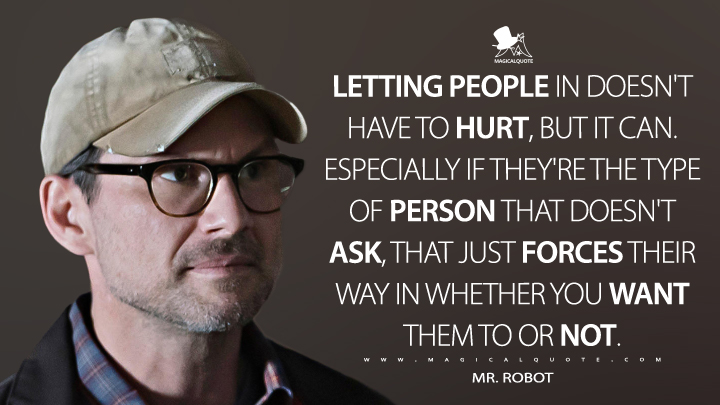 MAGICALQUOTE
LETTING PEOPLE IN DOESN'T
HAVE TO HURT, BUT IT CAN.
ESPECIALLY IF THEY'RE THE TYPE
OF PERSON THAT DOESN'T
ASK, THAT JUST FORCES THEIR
WAY IN WHETHER YOU WANT
THEM TO OR NOT.
WWW.MAGICALQUOTE.COM
MR. ROBOT